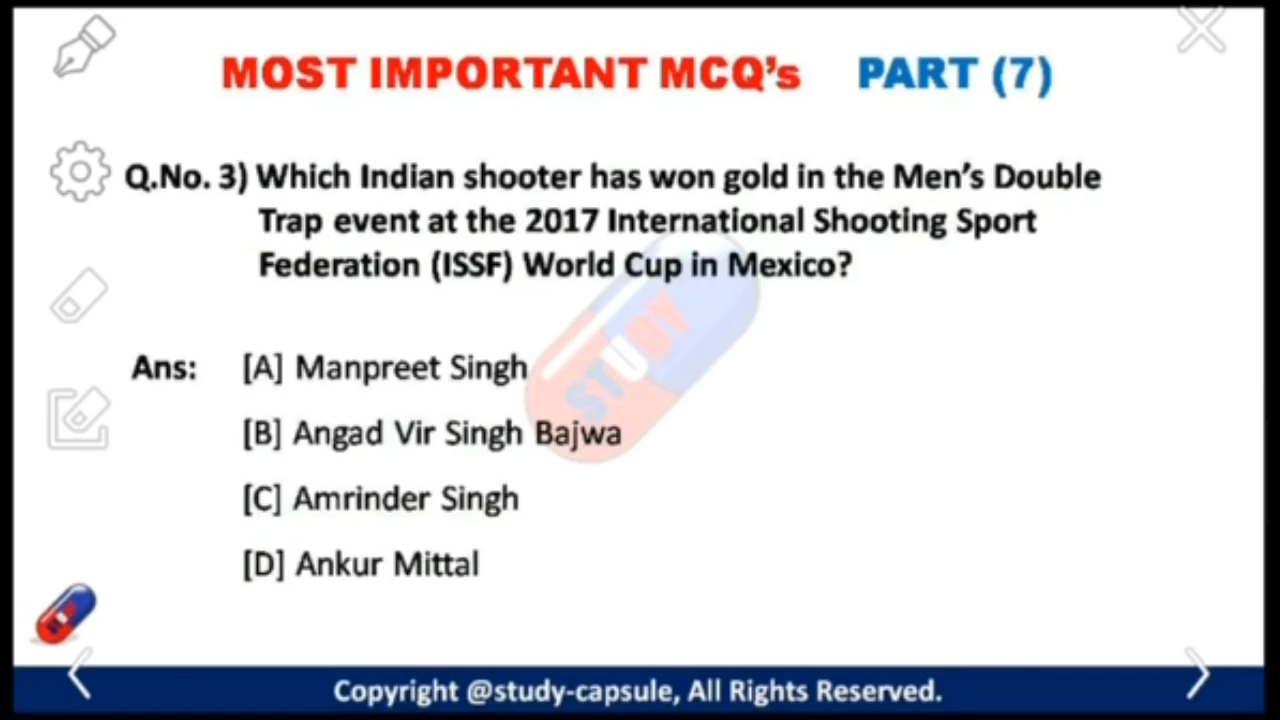 MOST IMPORTANT MCQ's PART (7)
Q.No. 3) Which Indian shooter has won gold in the Men's Double
Trap event at the 2017 International Shooting Sport
Federation (ISSF) World Cup in Mexico?
STUDY
Ans: [A] Manpreet Singh
[B] Angad Vir Singh Bajwa
[C] Amrinder Singh
[D] Ankur Mittal
Copyright @study-capsule, All Rights Reserved.